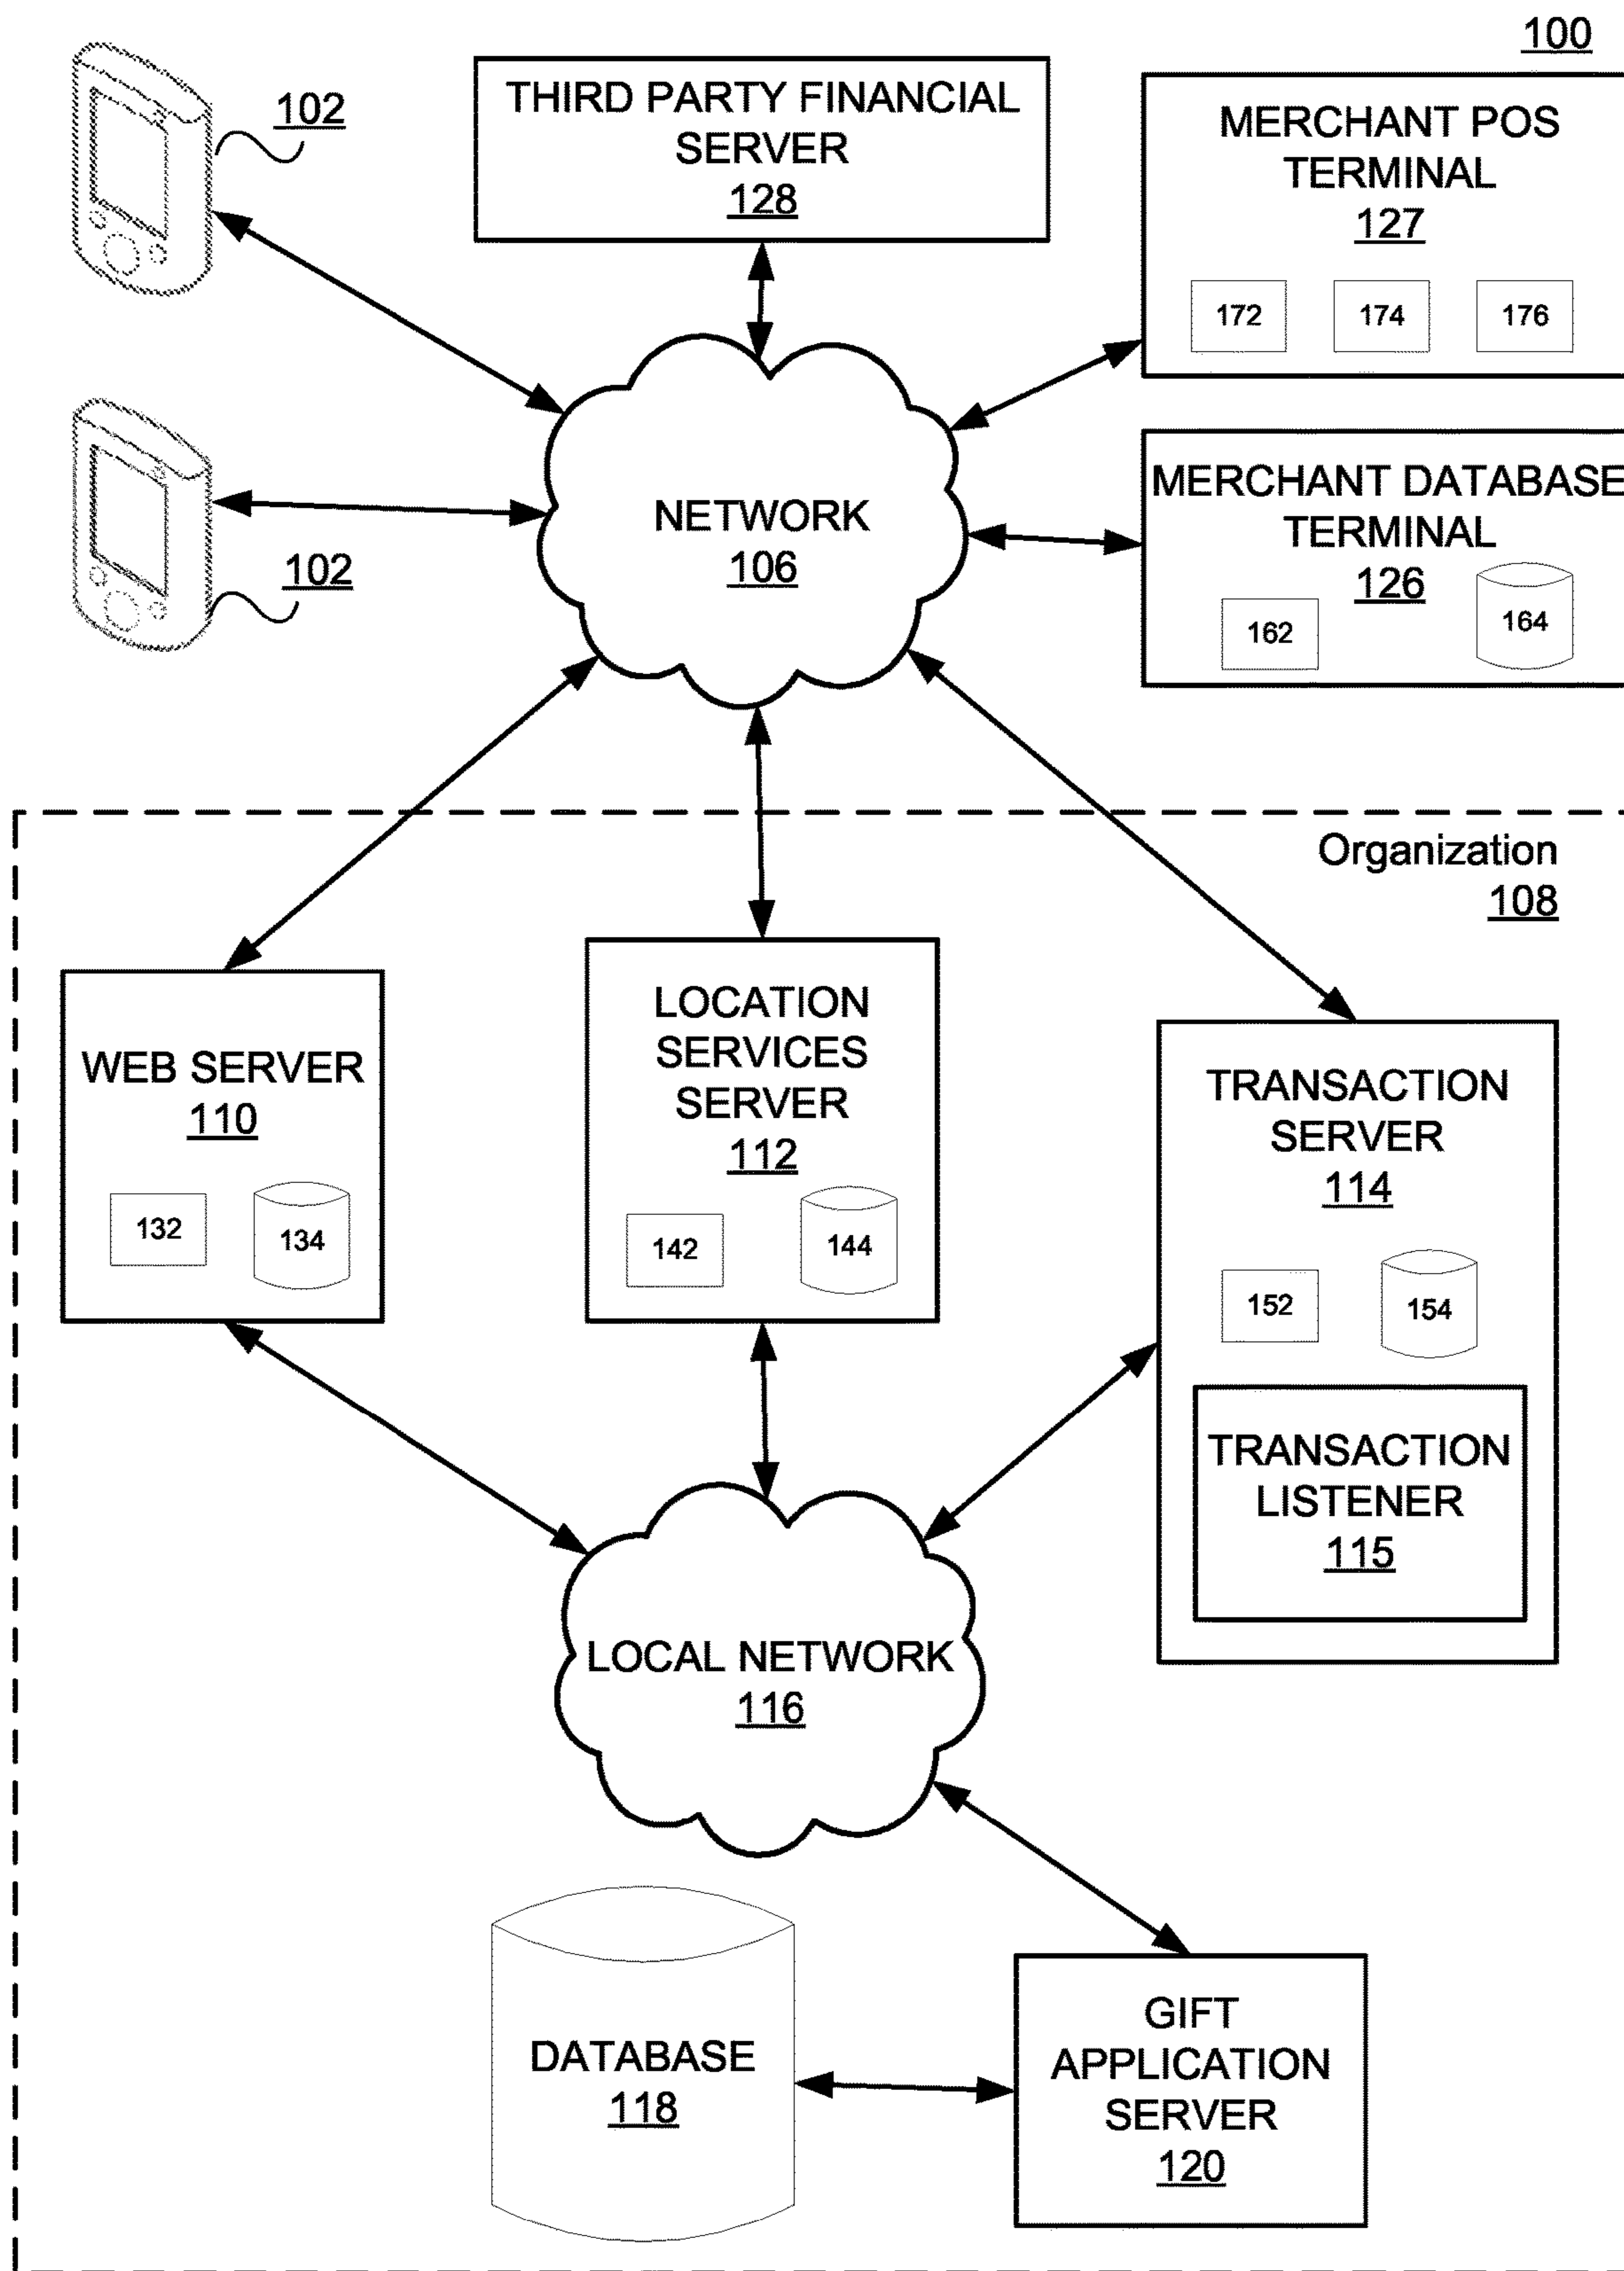 100
102
THIRD PARTY FINANCIAL
SERVER
128
MERCHANT POS
TERMINAL
127
172
174
176
102
NETWORK
106
MERCHANT DATABASE
TERMINAL
126
162
164
Organization
108
WEB SERVER
110
132
134
LOCATION
SERVICES
SERVER
112
142
144
TRANSACTION
SERVER
114
152
154
TRANSACTION
LISTENER
115
LOCAL NETWORK
116
DATABASE
118
GIFT
APPLICATION
SERVER
120